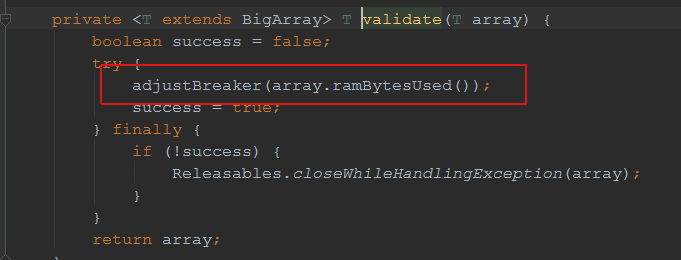 private <T extends BigArray> T validate(T array) {
boolean success = false;
try {
adjustBreaker(array.ramBytesUsed());
success = true;
} finally {
if (!success) {
Releasables.closeWhileHandlingException(array);
}
}
return array;
}